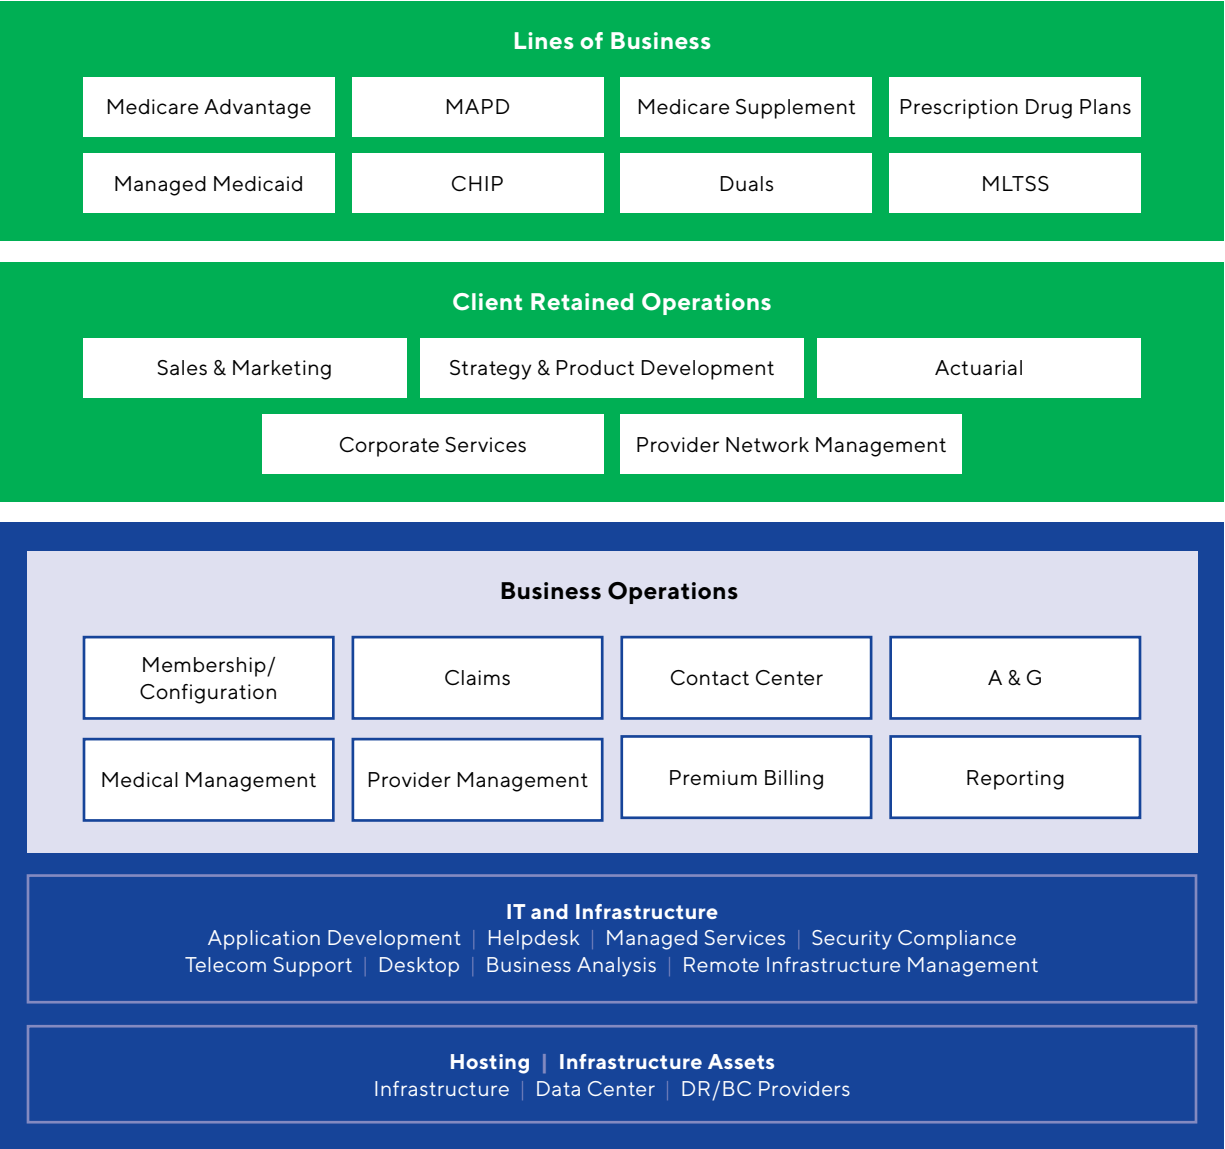 Lines of Business
Medicare Advantage
MAPD
Medicare Supplement
Prescription Drug Plans
Managed Medicaid
CHIP
Duals
MLTSS
Client Retained Operations
Sales & Marketing
Strategy & Product Development
Actuarial
Corporate Services
Provider Network Management
Business Operations
Membership/
Configuration
Claims
Contact Center
A & G
Medical Management
Provider Management
Premium Billing
Reporting
IT and Infrastructure
Application Development | Helpdesk | Managed Services | Security Compliance
Telecom Support | Desktop | Business Analysis | Remote Infrastructure Management
Hosting | Infrastructure Assets
Infrastructure | Data Center | DR/BC Providers